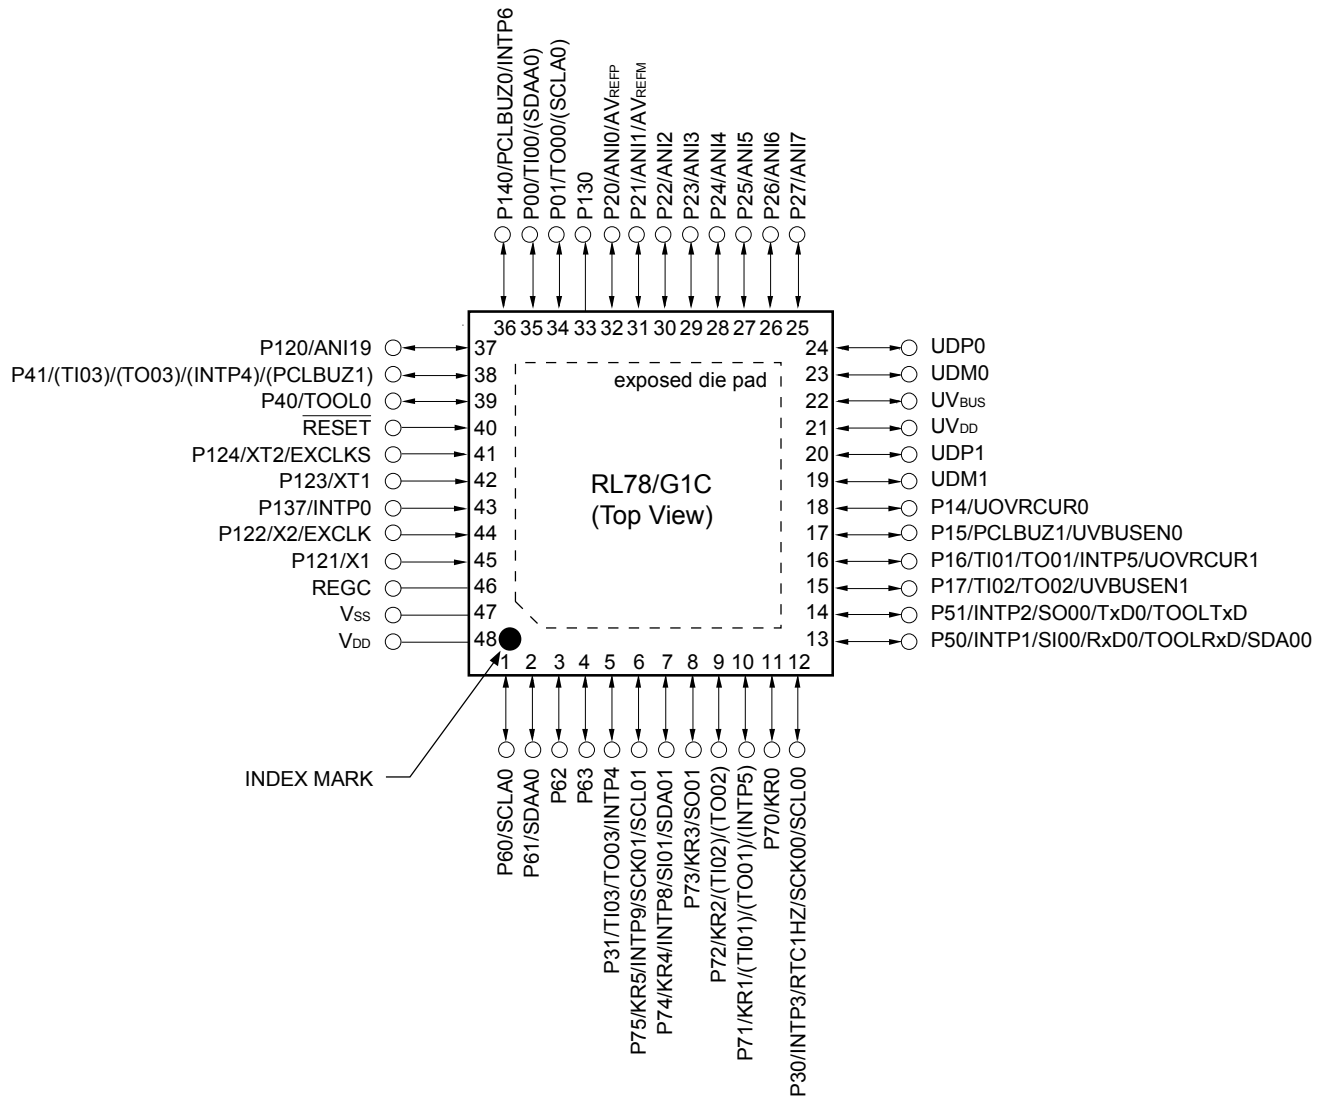 P140/PCLBUZ0/INTP6
P00/TI00/(SDAA0)
P01/TO00/(SCLA0)
P130
P20/ANI0/AVREFP
P21/ANI1/AVREFM
P22/ANI2
P23/ANI3
P24/ANI4
P25/ANI5
P26/ANI6
P27/ANI7
36 35 34 33 32 31 30 29 28 27 26 25
P120/ANI19 37
P41/(TI03)/(TO03)/(INTP4)/(PCLBUZ1) 38
P40/TOOL0 39
RESET 40
P124/XT2/EXCLKS 41
P123/XT1 42
P137/INTP0 43
P122/X2/EXCLK 44
P121/X1 45
REGC 46
VSS 47
VDD 48
exposed die pad
RL78/G1C
(Top View)
24 UDP0
23 UDM0
22 UVBUS
21 UVDD
20 UDP1
19 UDM1
18 P14/UOVRCUR0
17 P15/PCLBUZ1/UVBUSEN0
16 P16/TI01/TO01/INTP5/UOVRCUR1
15 P17/TI02/TO02/UVBUSEN1
14 P51/INTP2/SO00/TxD0/TOOLTxD
13 P50/INTP1/SI00/RxD0/TOOLRxD/SDA00
1 2 3 4 5 6 7 8 9 10 11 12
INDEX MARK
P60/SCLA0
P61/SDAA0
P62
P63
P31/TI03/TO03/INTP4
P75/KR5/INTP9/SCK01/SCL01
P74/KR4/INTP8/SI01/SDA01
P73/KR3/SO01
P72/KR2/(TI02)/(TO02)
P71/KR1/(TI01)/(TO01)/(INTP5)
P70/KR0
P30/INTP3/RTC1HZ/SCK00/SCL00